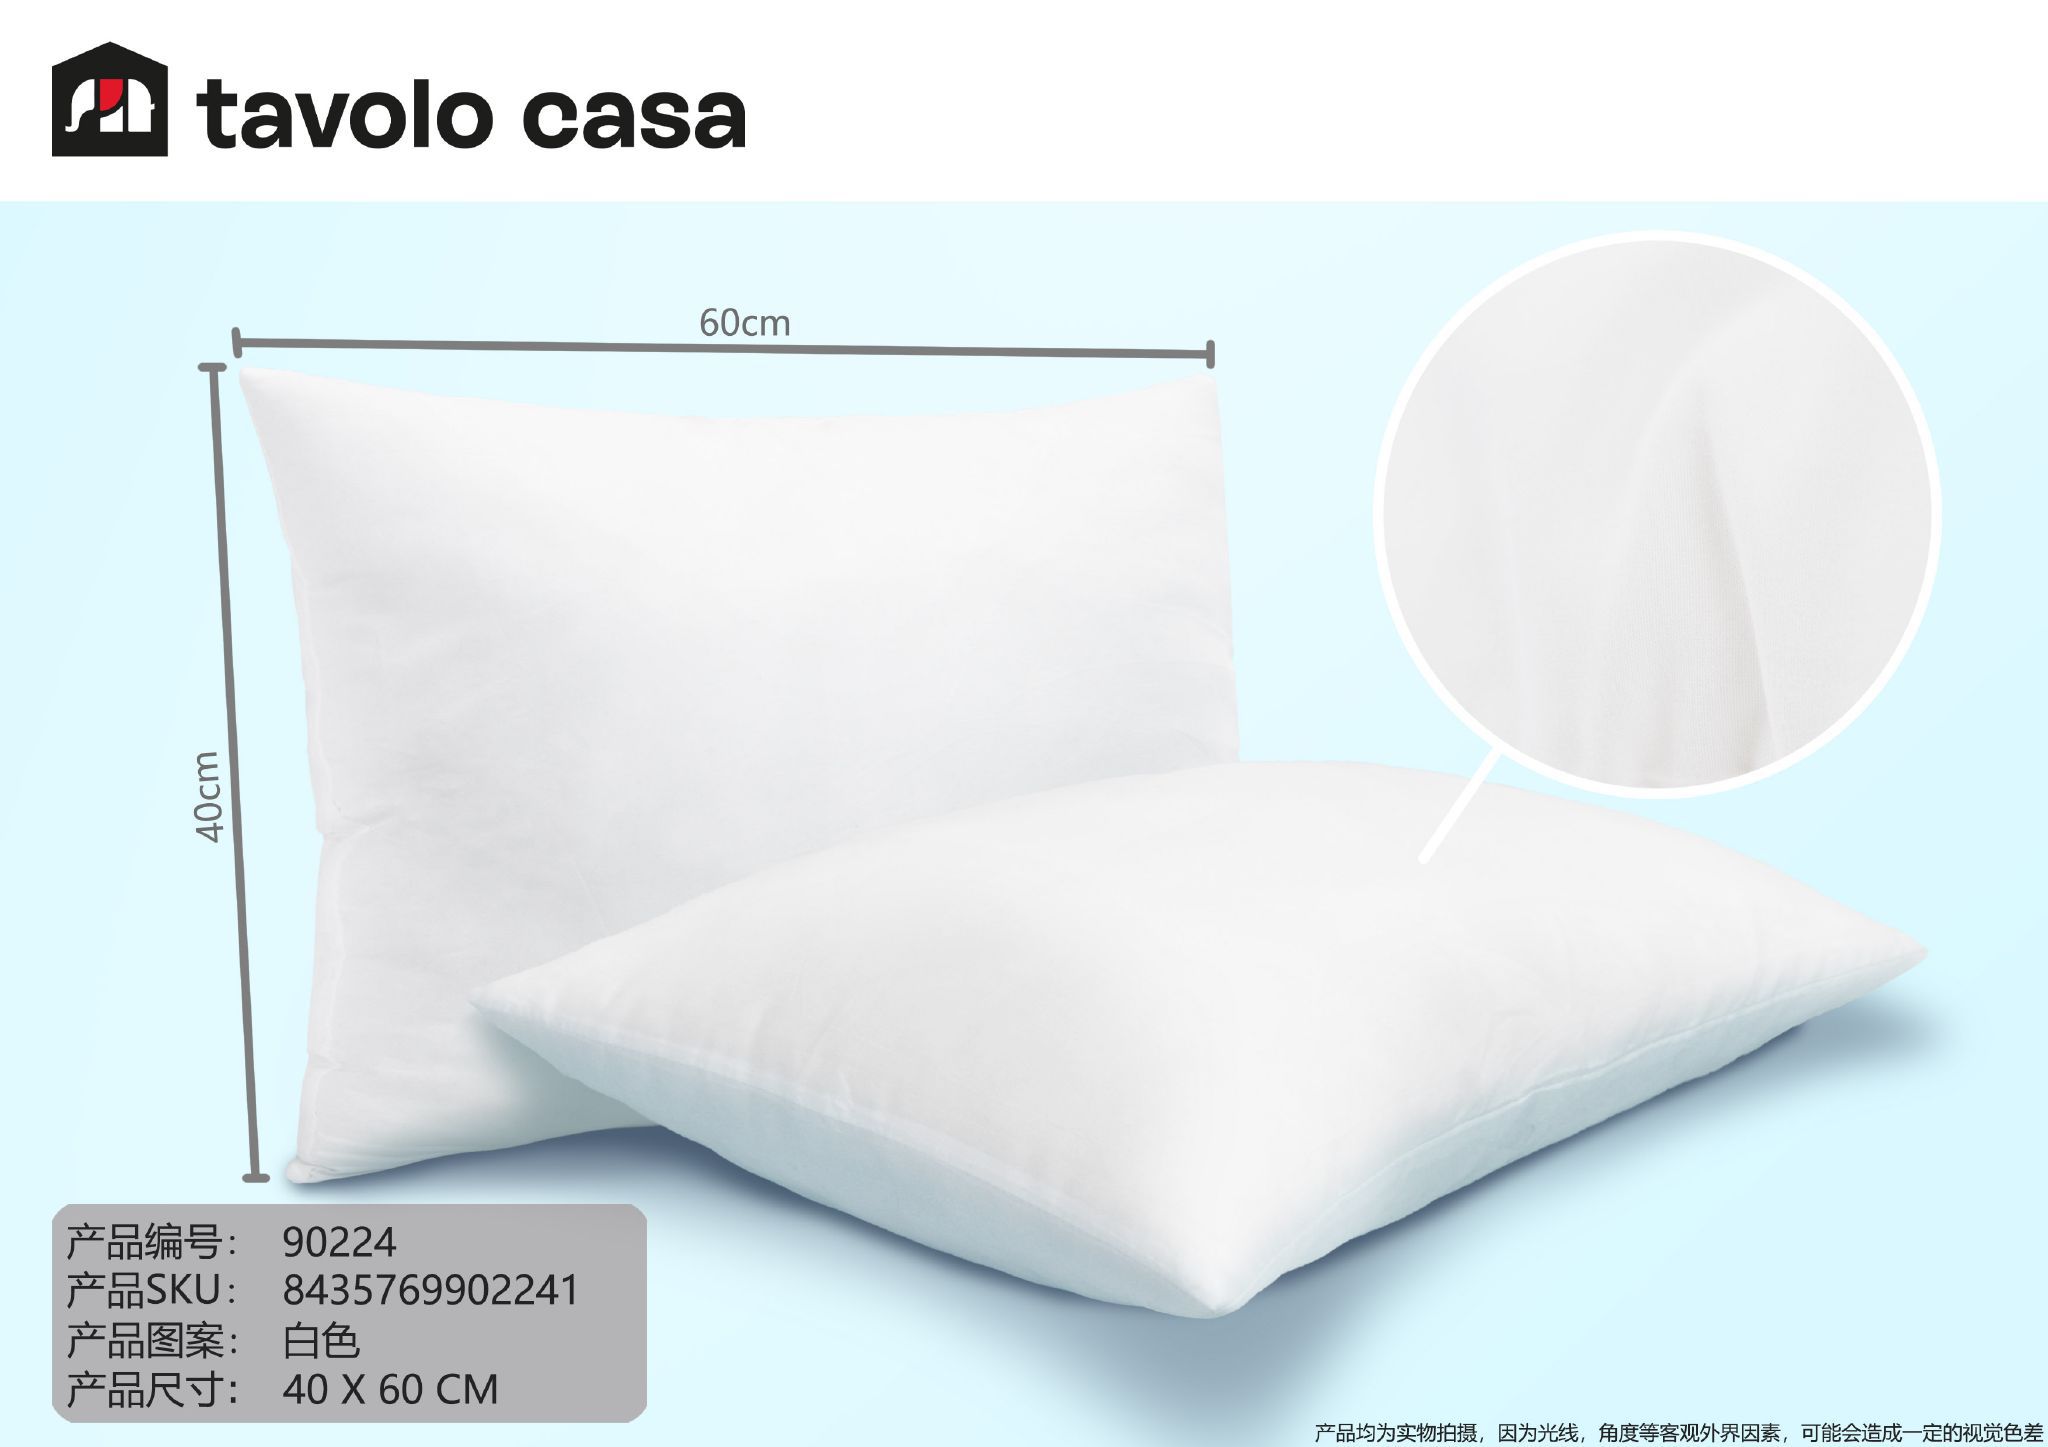 tavolo casa
60cm
40cm
产品编号： 90224
产品SKU： 8435769902241
产品图案： 白色
产品尺寸： 40 X 60 CM
产品均为实物拍摄，因为光线，角度等客观外界因素，可能会造成一定的视觉色差